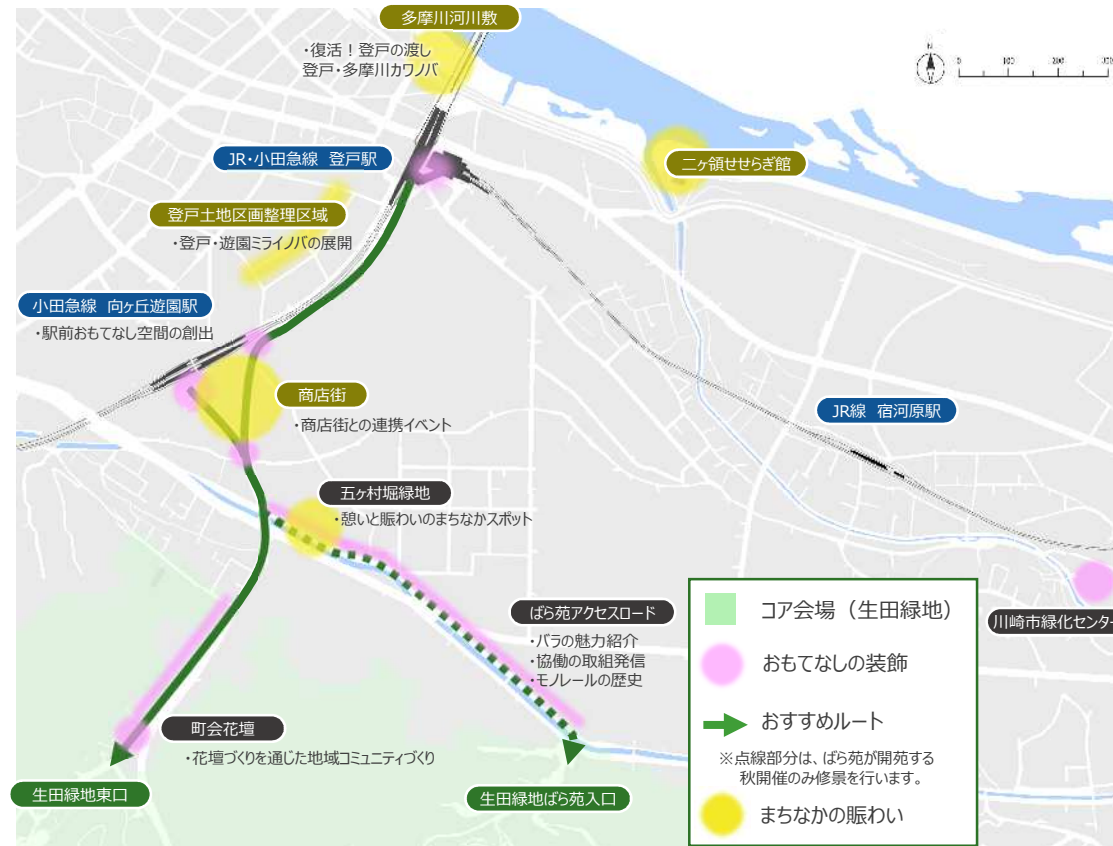 多摩川河川敷
・復活！登戸の渡し
登戸・多摩川カワノバ
N
0 100 200 300
JR・小田急線 登戸駅
二ヶ領せせらぎ館
登戸土地区画整理区域
・登戸・遊園ミライノバの展開
小田急線 向ヶ丘遊園駅
・駅前おもてなし空間の創出
商店街
・商店街との連携イベント
JR線 宿河原駅
五ヶ村堀緑地
・憩いと賑わいのまちなかスポット
ばら苑アクセスロード
・バラの魅力紹介
・協働の取組発信
・モノレールの歴史
川崎市緑化センター
町会花壇
・花壇づくりを通じた地域コミュニティづくり
生田緑地東口
生田緑地ばら苑入口
コア会場（生田緑地）
おもてなしの装飾
おすすめルート
※点線部分は、ばら苑が開苑する
秋開催のみ修景を行います。
まちなかの賑わい